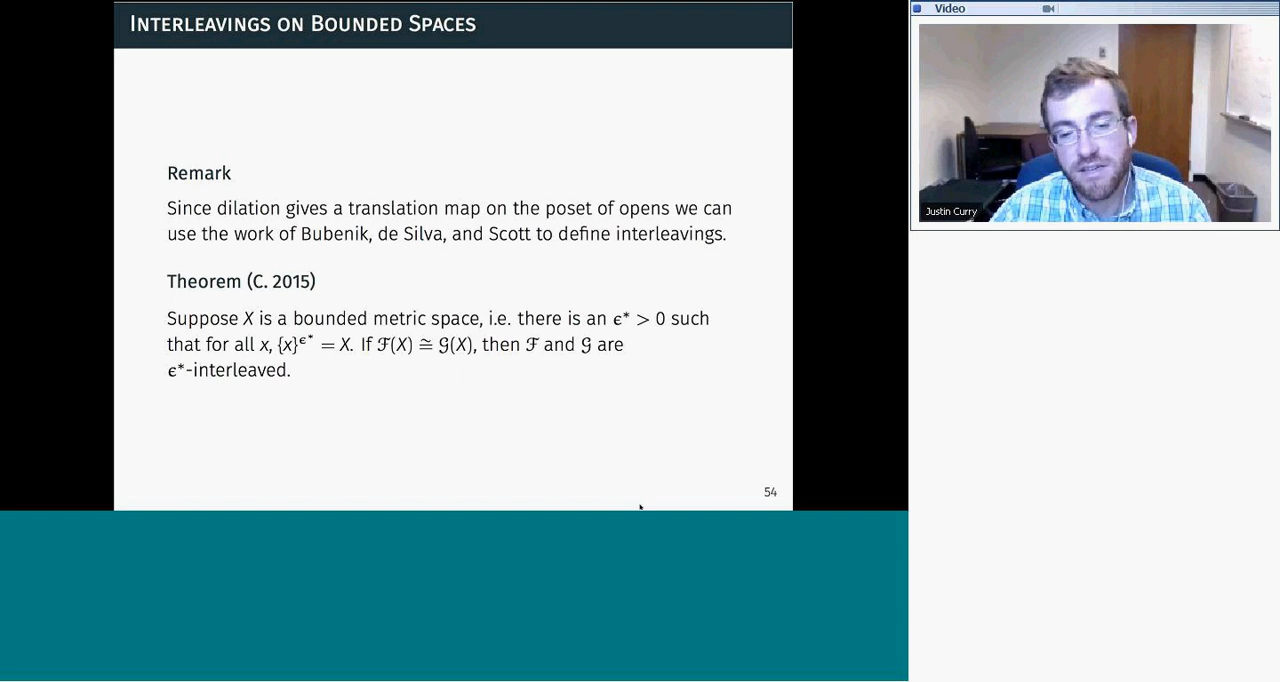 INTERLEAVINGS ON BOUNDED SPACES
Remark
Since dilation gives a translation map on the poset of opens we can
use the work of Bubenik, de Silva, and Scott to define interleavings.
Theorem (C. 2015)
Suppose X is a bounded metric space, i.e. there is an ϵ* > 0 such
that for all x, {x}^ϵ* = X. If ℱ(X) ≅ 𝒢(X), then ℱ and 𝒢 are
ϵ*-interleaved.
54
Video
Justin Curry